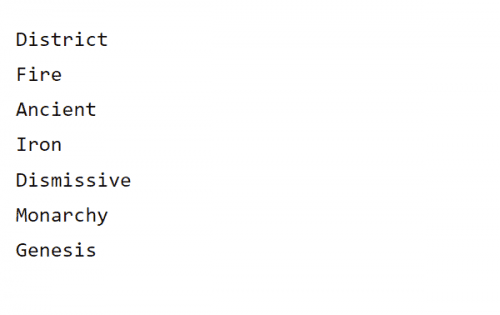 District
Fire
Ancient
Iron
Dismissive
Monarchy
Genesis